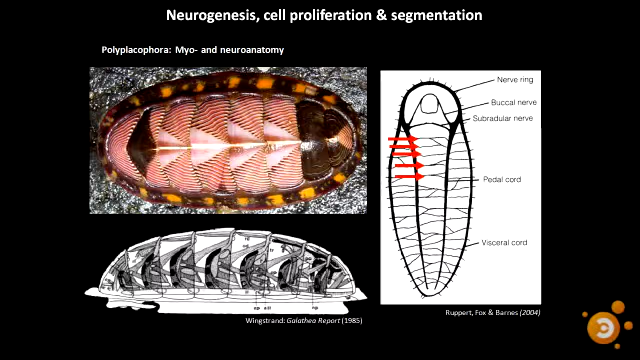 Neurogenesis, cell proliferation & segmentation
Polyplacophora: Myo- and neuroanatomy
Nerve ring
Buccal nerve
Subradular nerve
Pedal cord
Visceral cord
Wingstrand: Galathea Report (1985)
Ruppert, Fox & Barnes (2004)